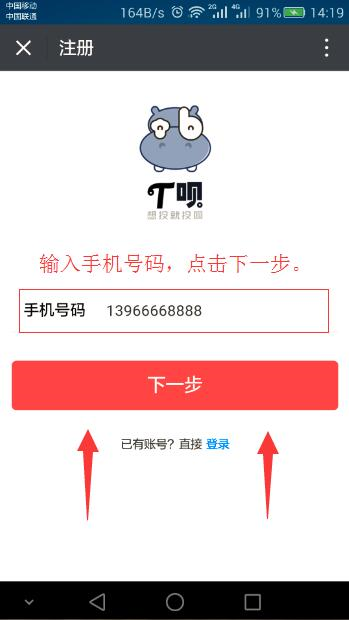 中国移动
中国联通
164B/s 2G 4G 91% 14:19
注册
T呗
想投就投呗
输入手机号码，点击下一步。
手机号码 13966668888
下一步
已有账号？直接 登录